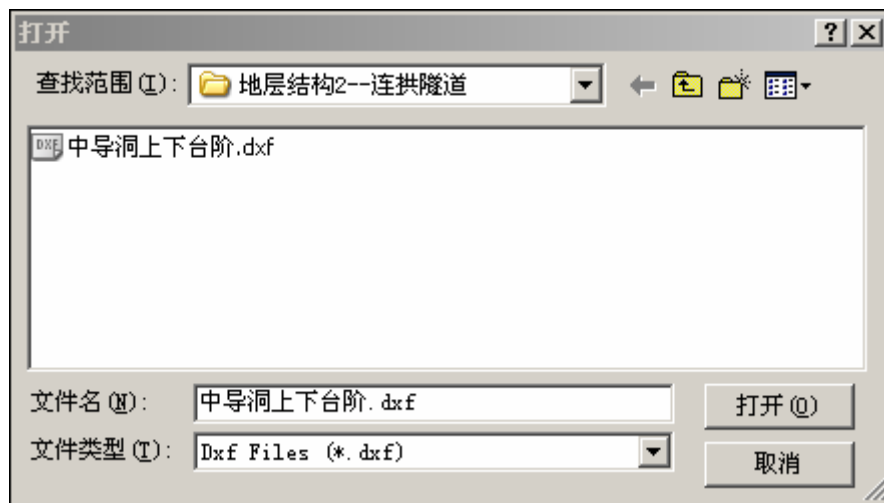 打开
查找范围(I): 地层结构2--连拱隧道
中导洞上下台阶.dxf
文件名(N): 中导洞上下台阶.dxf 打开(O)
文件类型(T): Dxf Files (*.dxf) 取消